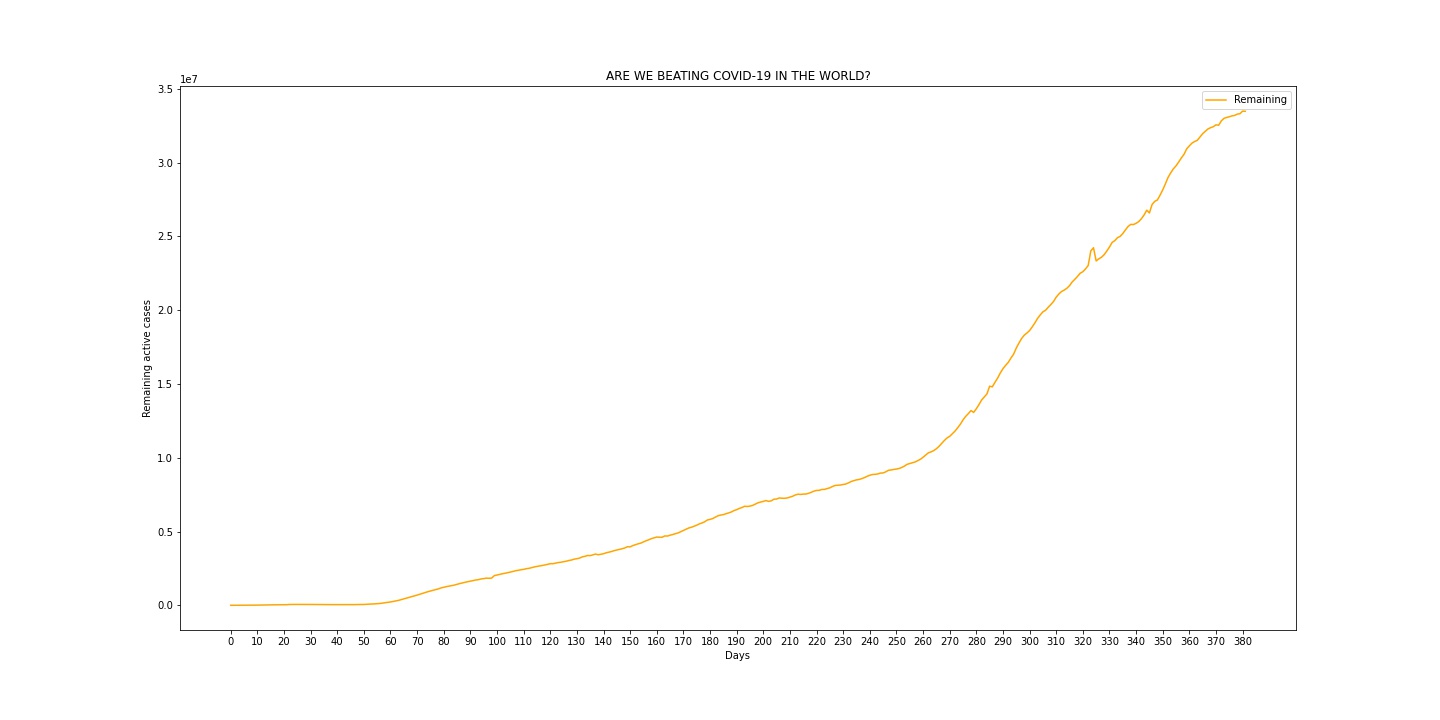 ARE WE BEATING COVID-19 IN THE WORLD?
1e7
3.5
3.0
2.5
2.0
1.5
1.0
0.5
0.0
Remaining active cases
Remaining
0 10 20 30 40 50 60 70 80 90 100 110 120 130 140 150 160 170 180 190 200 210 220 230 240 250 260 270 280 290 300 310 320 330 340 350 360 370 380
Days